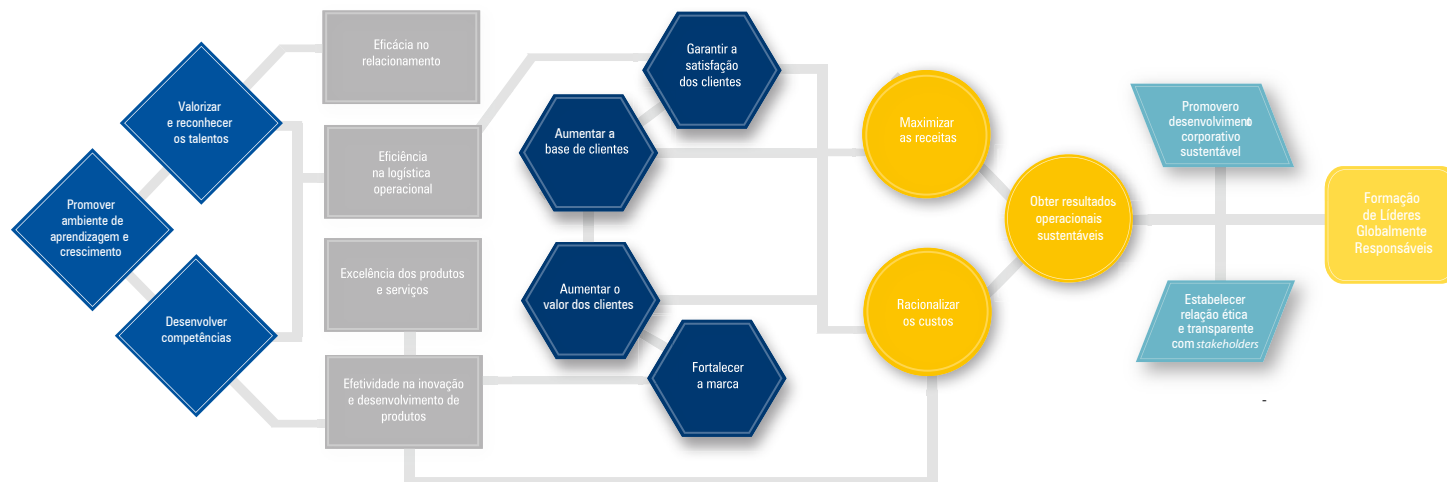 Promover
ambiente de
aprendizagem e
crescimento
Valorizar
e reconhecer
os talentos
Desenvolver
competências
Eficácia no
relacionamento
Eficiência
na logística
operacional
Excelência dos produtos
e serviços
Efetividade na inovação
e desenvolvimento de
produtos
Garantir a
satisfação
dos clientes
Aumentar a
base de clientes
Aumentar o
valor dos clientes
Fortalecer
a marca
Maximizar
as receitas
Racionalizar
os custos
Obter resultados
operacionais
sustentáveis
Promovero
desenvolvimento
corporativo
sustentável
Estabelecer
relação ética
e transparente
com stakeholders
Formação
de Líderes
Globalmente
Responsáveis
-